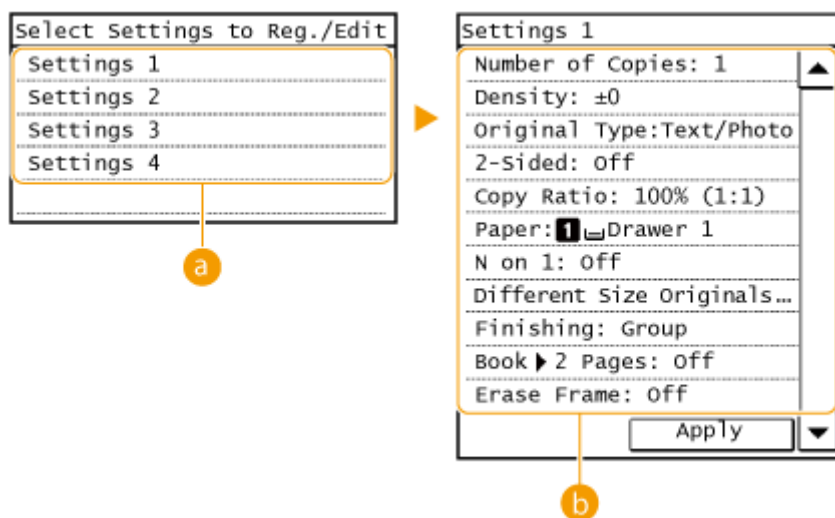 Select Settings to Reg./Edit
Settings 1
Settings 2
Settings 3
Settings 4
a
Settings 1
Number of Copies: 1
Density: ±0
Original Type:Text/Photo
2-Sided: Off
Copy Ratio: 100% (1:1)
Paper:1 Drawer 1
N on 1: Off
Different Size Originals…
Finishing: Group
Book ▶ 2 Pages: Off
Erase Frame: Off
Apply
b